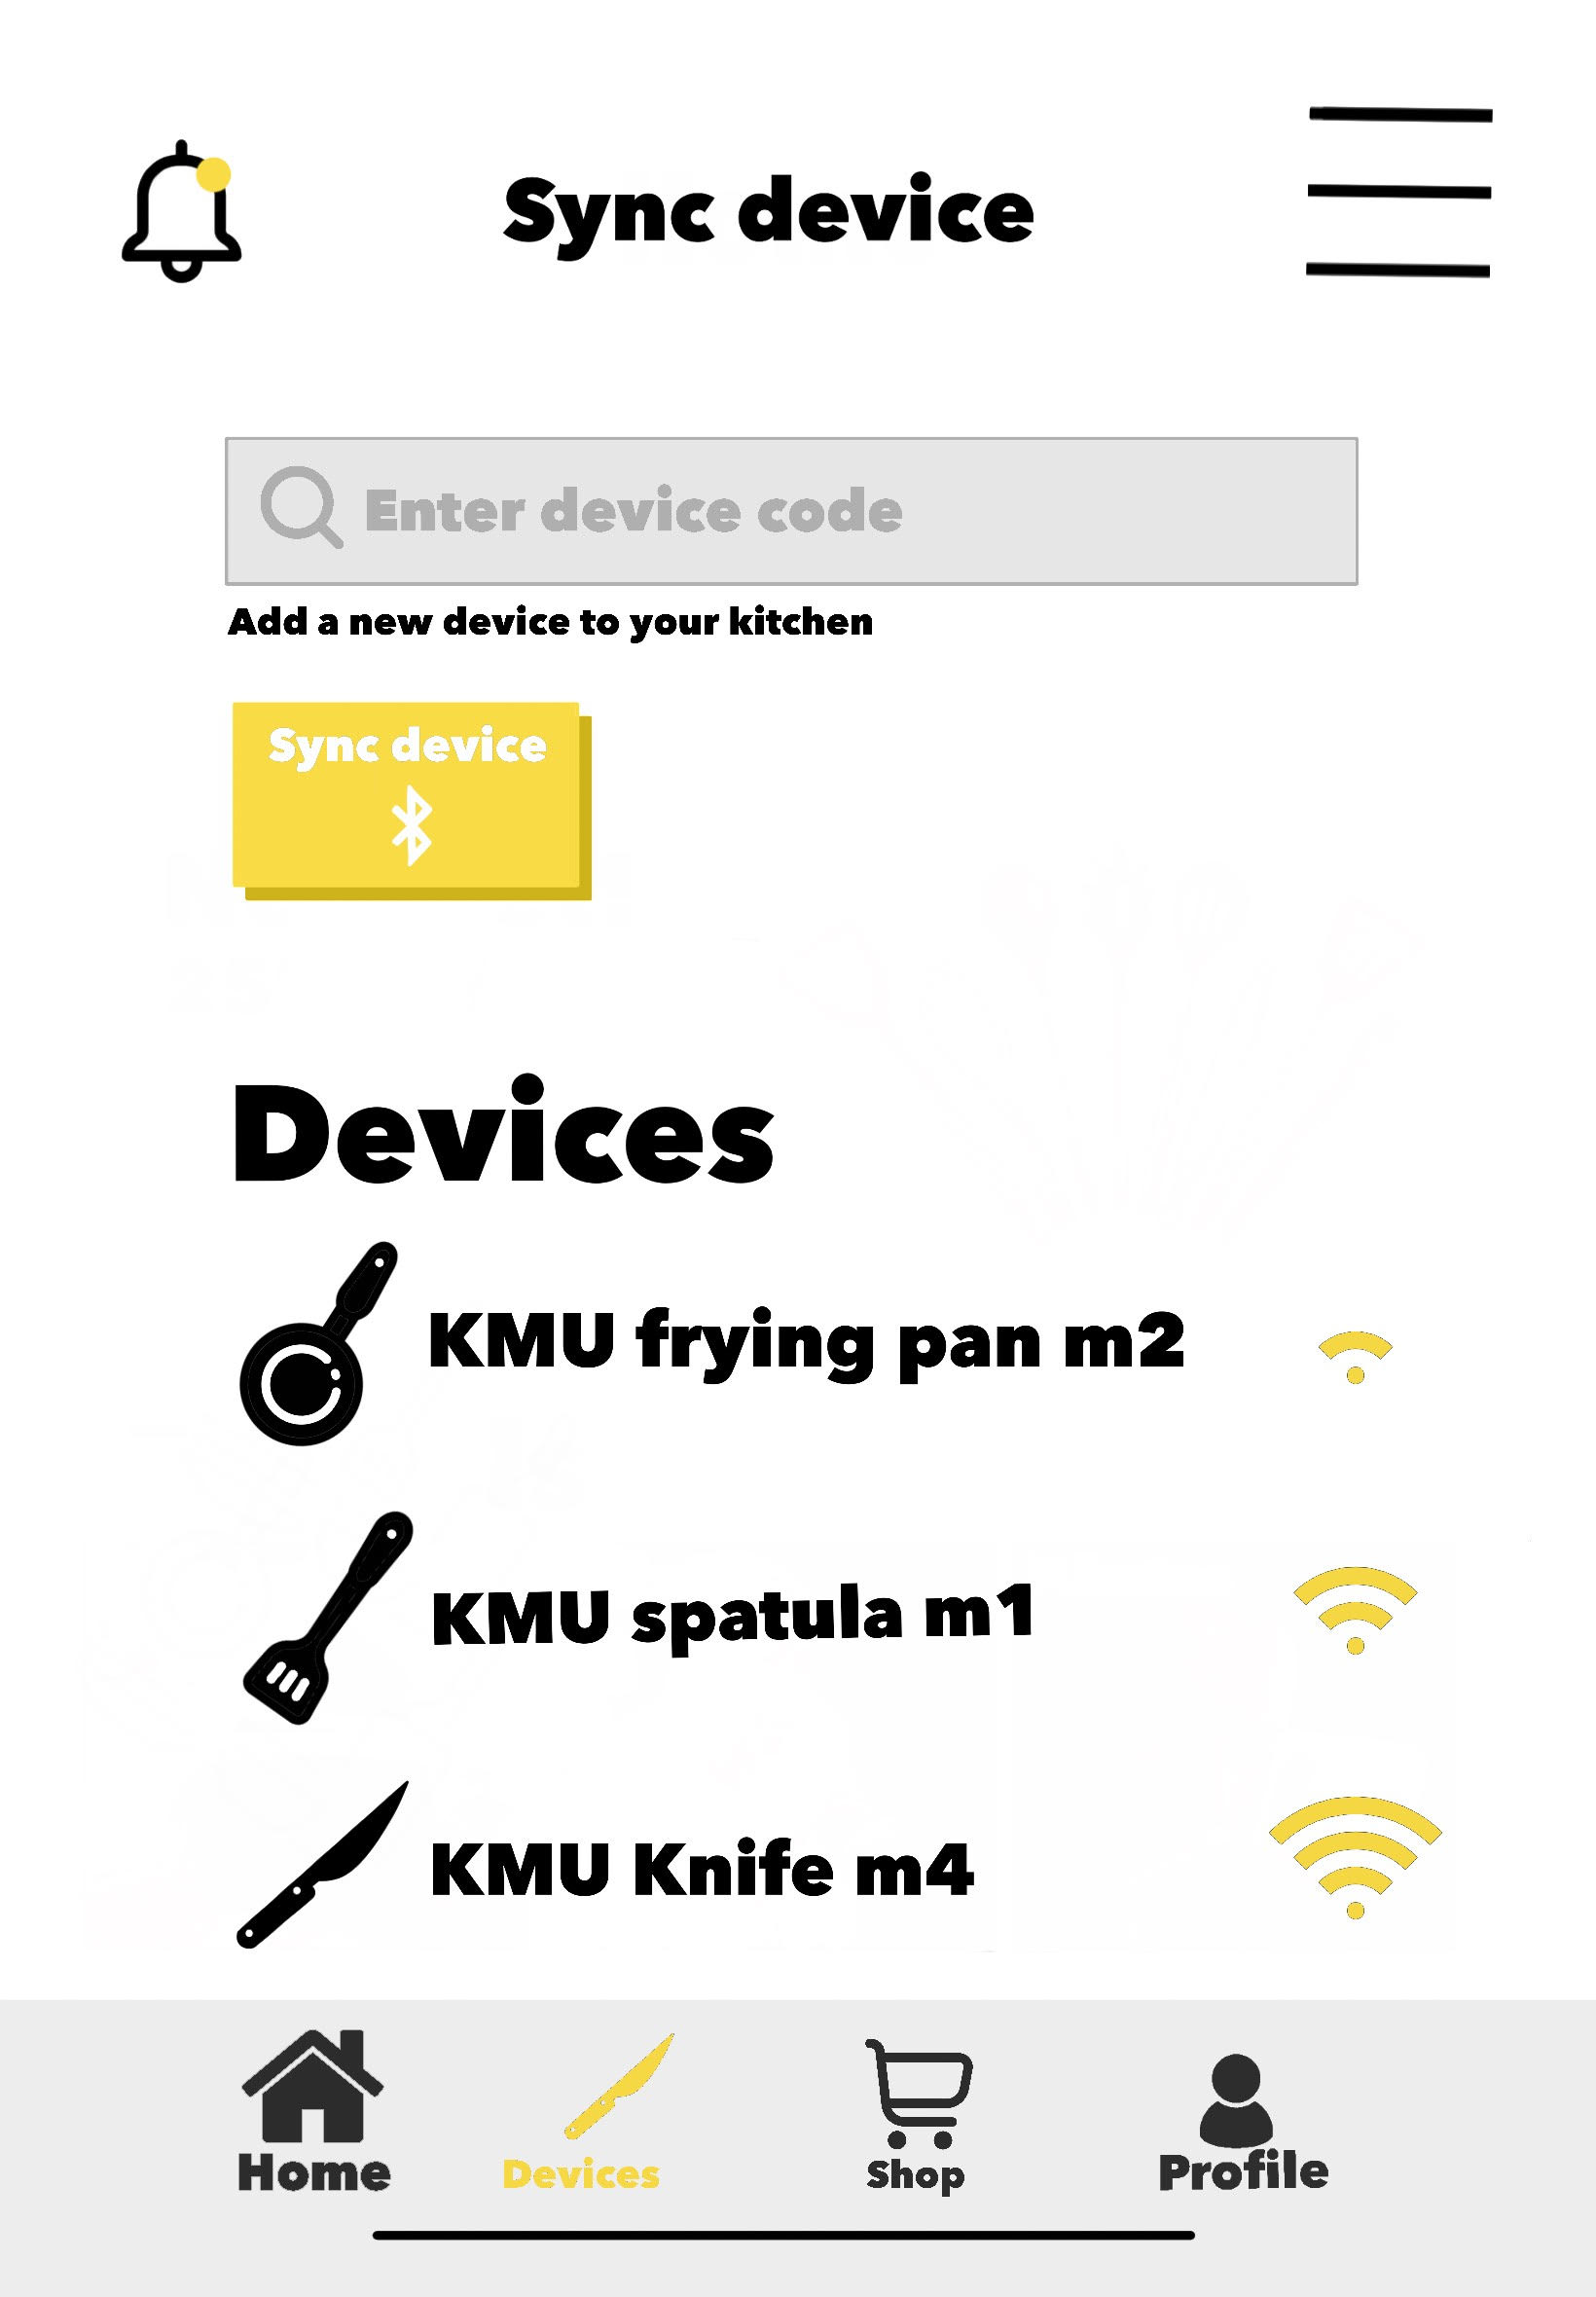 Sync device
Enter device code
Add a new device to your kitchen
Sync device
Devices
KMU frying pan m2
KMU spatula m1
KMU Knife m4
Home
Devices
Shop
Profile